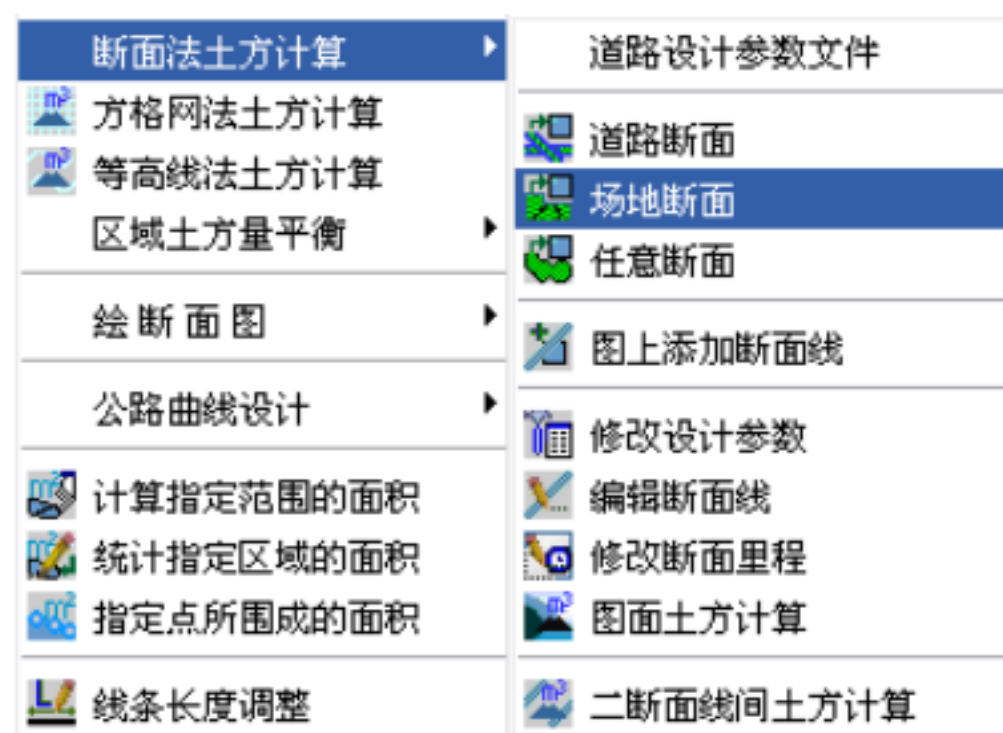 断面法土方计算
方格网法土方计算
等高线法土方计算
区域土方量平衡
绘断面图
公路曲线设计
计算指定范围的面积
统计指定区域的面积
指定点所围成的面积
线条长度调整
道路设计参数文件
道路断面
场地断面
任意断面
图上添加断面线
修改设计参数
编辑断面线
修改断面里程
图面土方计算
二断面线间土方计算